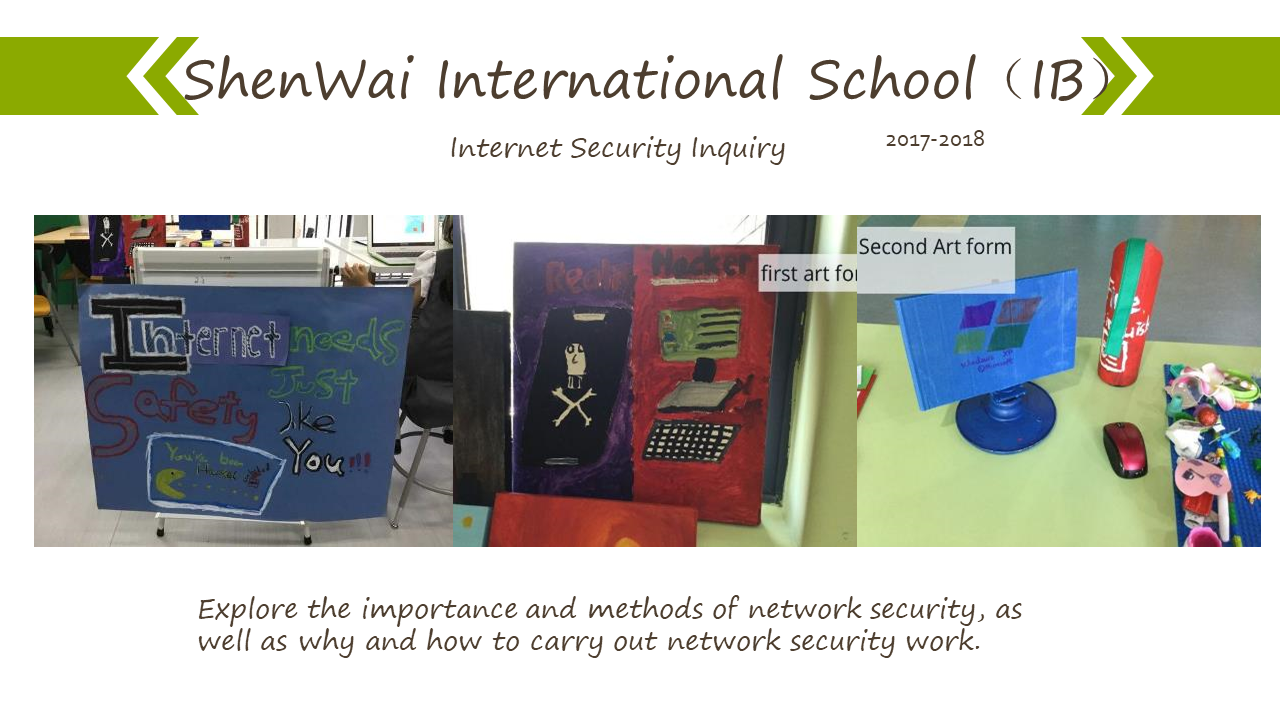 ShenWai International School（IB）
Internet Security Inquiry
2017-2018
Internet needs
Safety Just
like
You!!!
You've been
Hacked
Hacker
first art for
Second Art form
Explore the importance and methods of network security, as
well as why and how to carry out network security work.